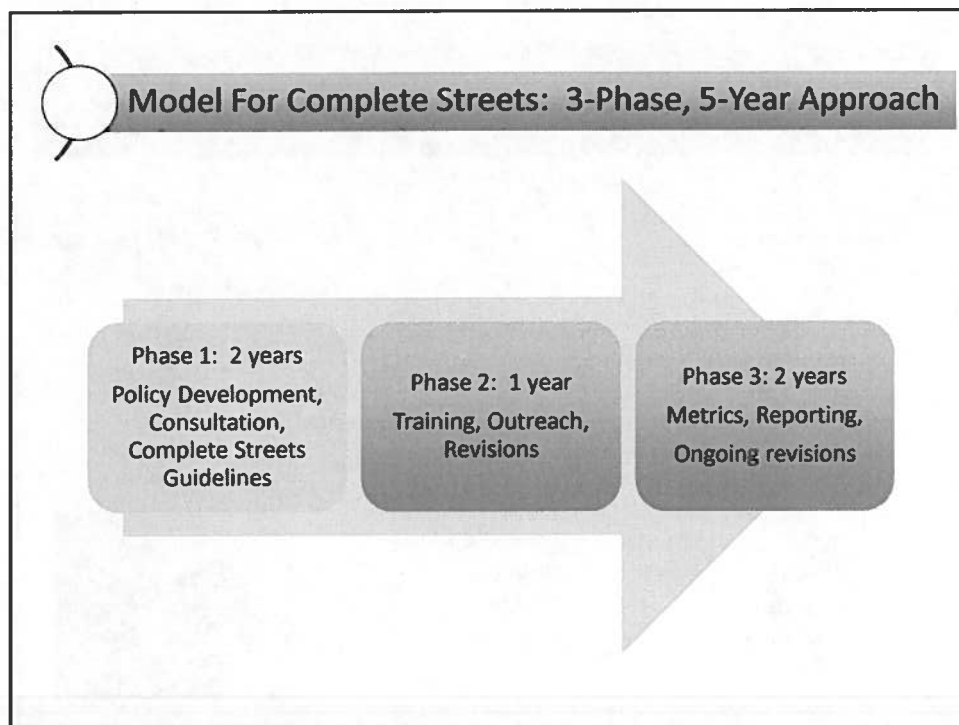 Model For Complete Streets: 3-Phase, 5-Year Approach
Phase 1: 2 years
Policy Development,
Consultation,
Complete Streets
Guidelines
Phase 2: 1 year
Training, Outreach,
Revisions
Phase 3: 2 years
Metrics, Reporting,
Ongoing revisions